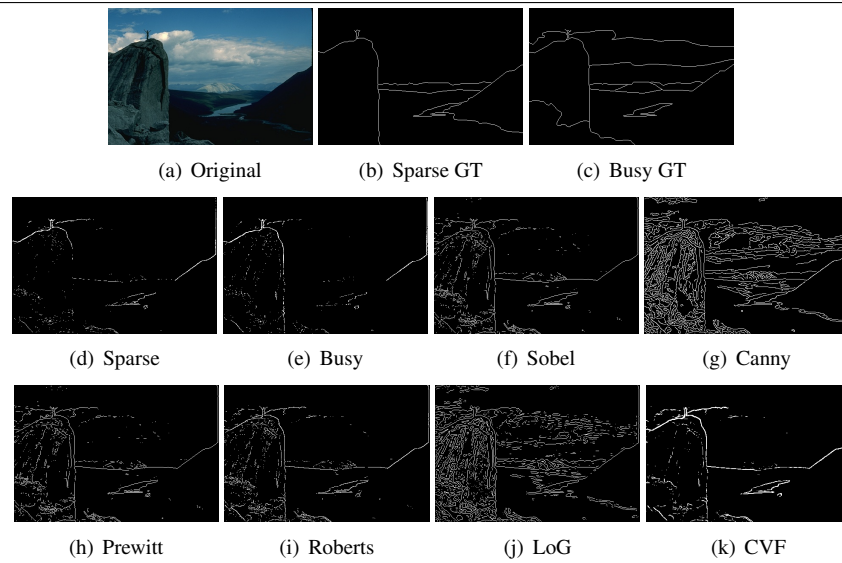 (a) Original (b) Sparse GT (c) Busy GT
(d) Sparse (e) Busy (f) Sobel (g) Canny
(h) Prewitt (i) Roberts (j) LoG (k) CVF